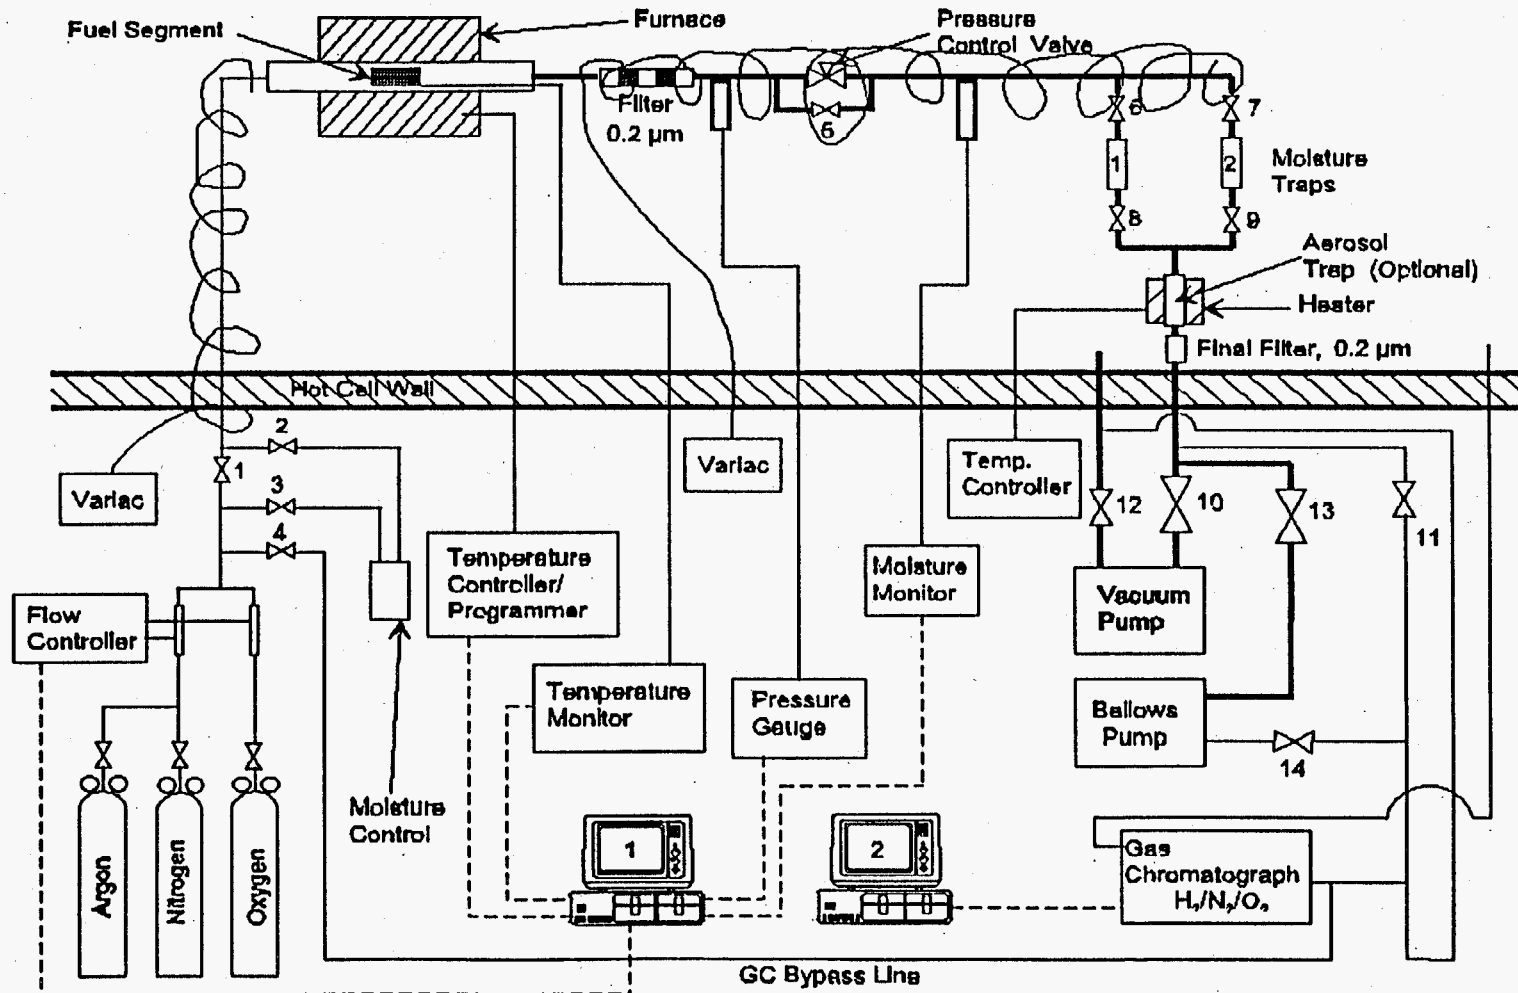 Fuel Segment
Furnace
Pressure
Control Valve
Filter
0.2 µm
5
6
7
1
2
Moisture
Traps
8
9
Aerosol
Trap (Optional)
Heater
Final Filter, 0.2 µm
Hot Cell Wall
2
1
3
4
Variac
Variac
Temp.
Controller
12
10
13
11
Temperature
Controller/
Programmer
Moisture
Monitor
Vacuum
Pump
Flow
Controller
Temperature
Monitor
Pressure
Gauge
Bellows
Pump
14
Moisture
Control
Argon
Nitrogen
Oxygen
1
2
Gas
Chromatograph
H₂/N₂/O₂
GC Bypass Line